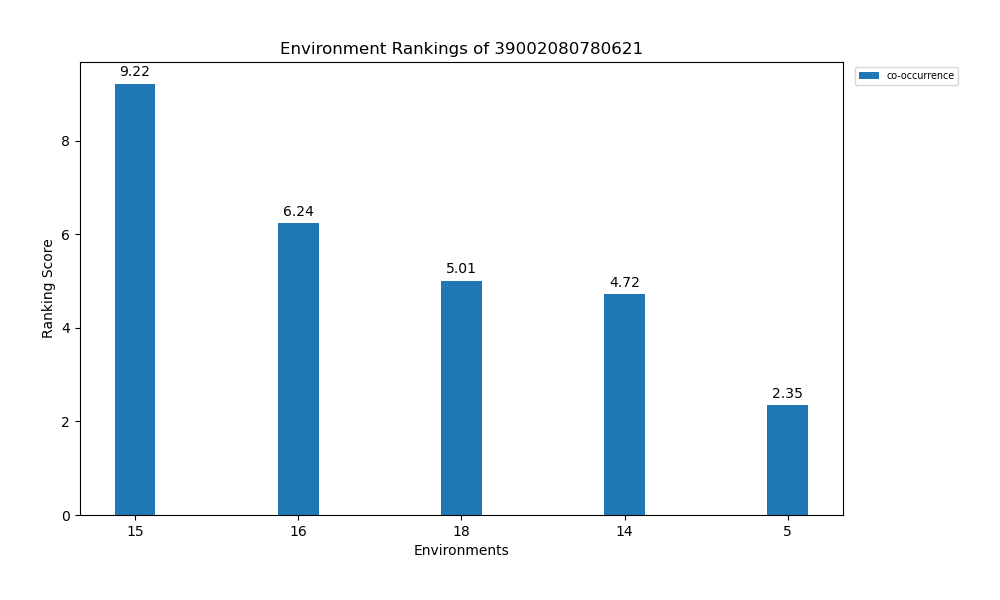 Environment Rankings of 39002080780621
9.22
co-occurrence
8
6.24
6
5.01
4.72
Ranking Score
4
2.35
2
0
15 16 18 14 5
Environments